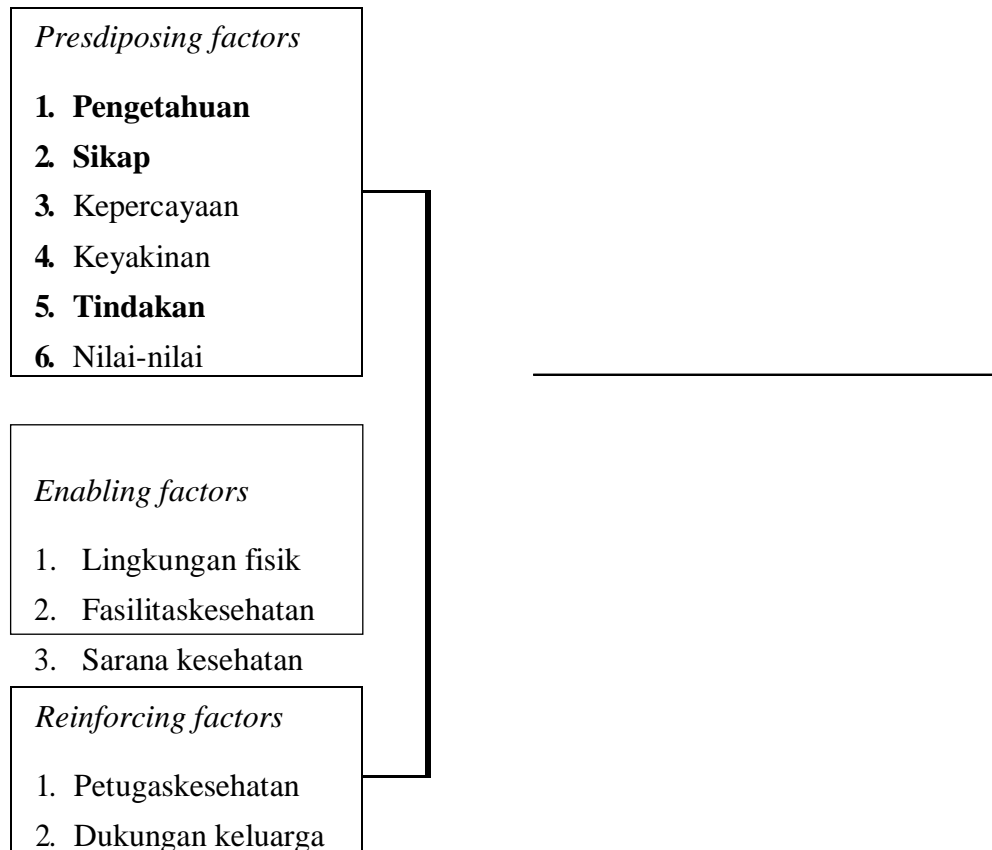 Presdiposing factors
1. Pengetahuan
2. Sikap
3. Kepercayaan
4. Keyakinan
5. Tindakan
6. Nilai-nilai
Enabling factors
1. Lingkungan fisik
2. Fasilitaskesehatan
3. Sarana kesehatan
Reinforcing factors
1. Petugaskesehatan
2. Dukungan keluarga